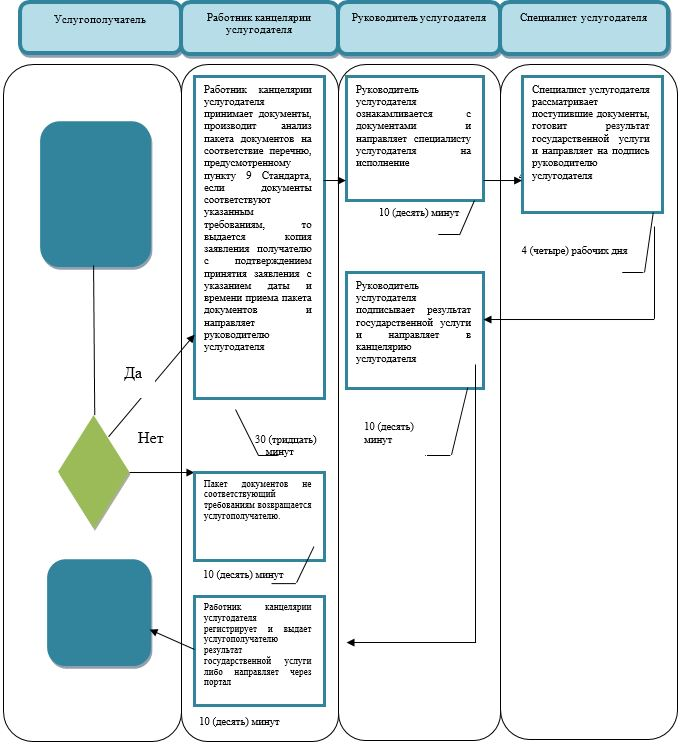 Услугополучатель
Работник канцелярии
услугодателя
Руководитель услугодателя
Специалист услугодателя
Работник канцелярии
услугодателя
принимает документы,
производит анализ
пакета документов на
соответствие перечню,
предусмотренному
пункту 9 Стандарта,
если документы
соответствуют
указанным
требованиям, то
выдается копия
заявления получателю
с подтверждением
принятия заявления с
указанием даты и
времени приема пакета
документов и
направляет
руководителю
услугодателя
30 (тридцать)
минут
Руководитель
услугодателя
ознакамливается с
документами и
направляет специалисту
услугодателя на
исполнение
10 (десять) минут
Специалист услугодателя
рассматривает
поступившие документы,
готовит результат
государственной услуги
и направляет на подпись
руководителю
услугодателя
4 (четыре) рабочих дня
Руководитель
услугодателя
подписывает результат
государственной услуги
и направляет в
канцелярию
услугодателя
10 (десять)
минут
Да
Нет
Пакет документов не
соответствующий
требованиям возвращается
услугополучателю.
10 (десять) минут
Работник канцелярии
услугодателя
регистрирует и выдает
услугополучателю
результат
государственной услуги
либо направляет через
портал
10 (десять) минут